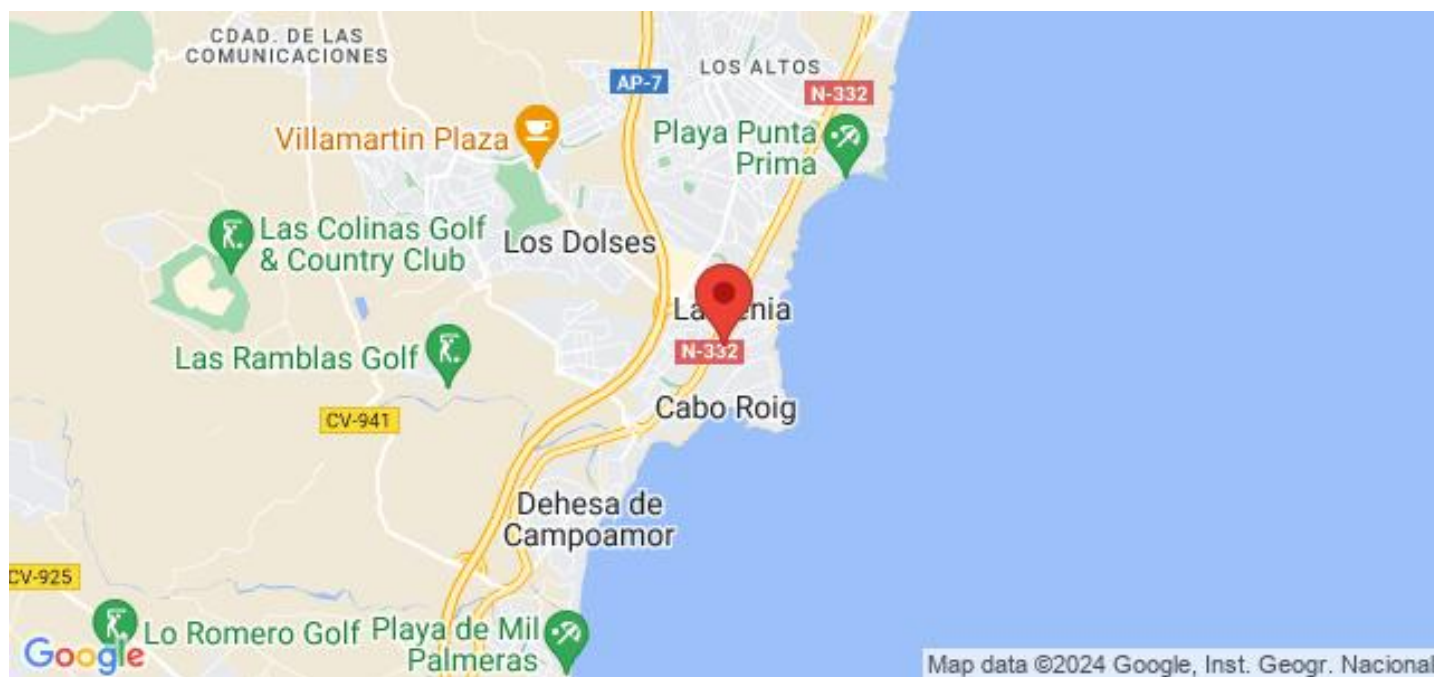 CDAD. DE LAS
COMUNICACIONES
LOS ALTOS
AP-7
N-332
Villamartin Plaza
Playa Punta
Prima
Las Colinas Golf
& Country Club
Los Dolses
N-332
Las Ramblas Golf
Cabo Roig
CV-941
Dehesa de
Campoamor
CV-925
Lo Romero Golf
Playa de Mil
Palmeras
Google
Map data ©2024 Google, Inst. Geogr. Nacional